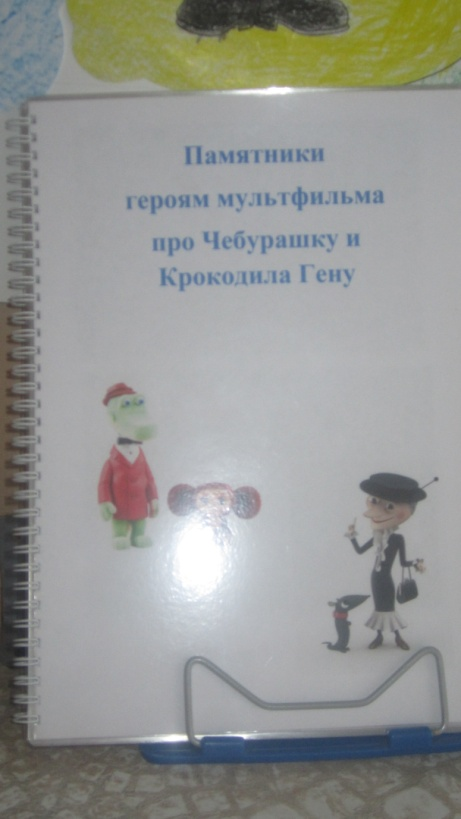 Памятники
героям мультфильма
про Чебурашку и
Крокодила Гену